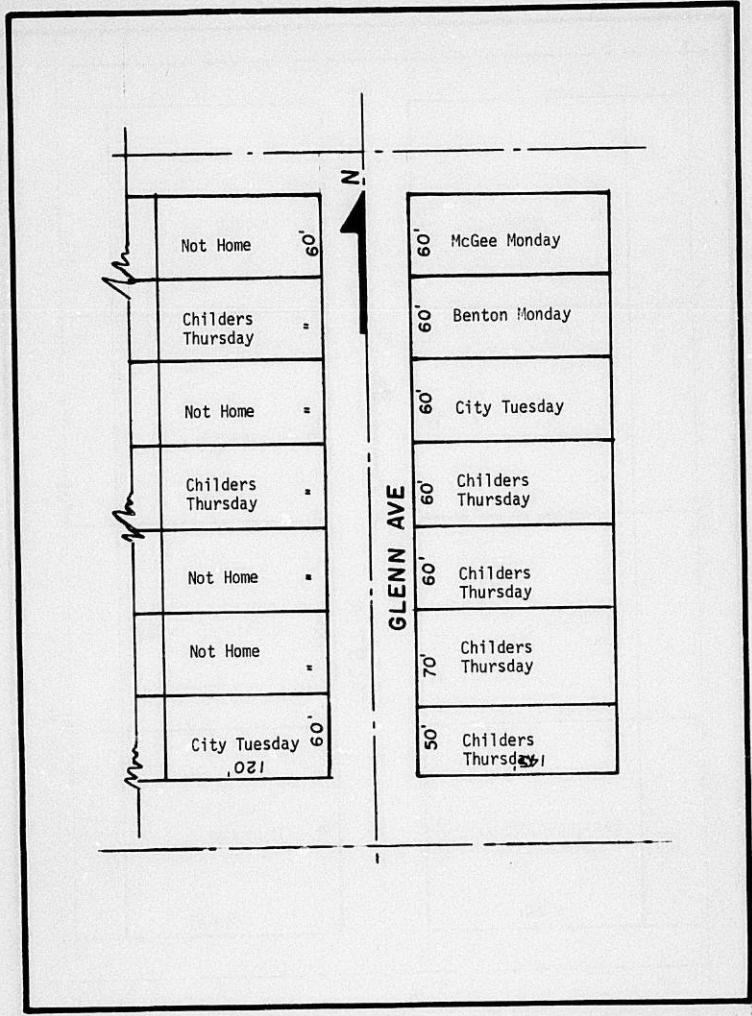 N
Not Home
60'
Childers
Thursday
"
Not Home
"
Childers
Thursday
"
Not Home
"
Not Home
"
City Tuesday
60'
120'
GLENN AVE
60'
McGee Monday
60'
Benton Monday
60'
City Tuesday
60'
Childers
Thursday
60'
Childers
Thursday
70'
Childers
Thursday
50'
Childers
Thursday
145'